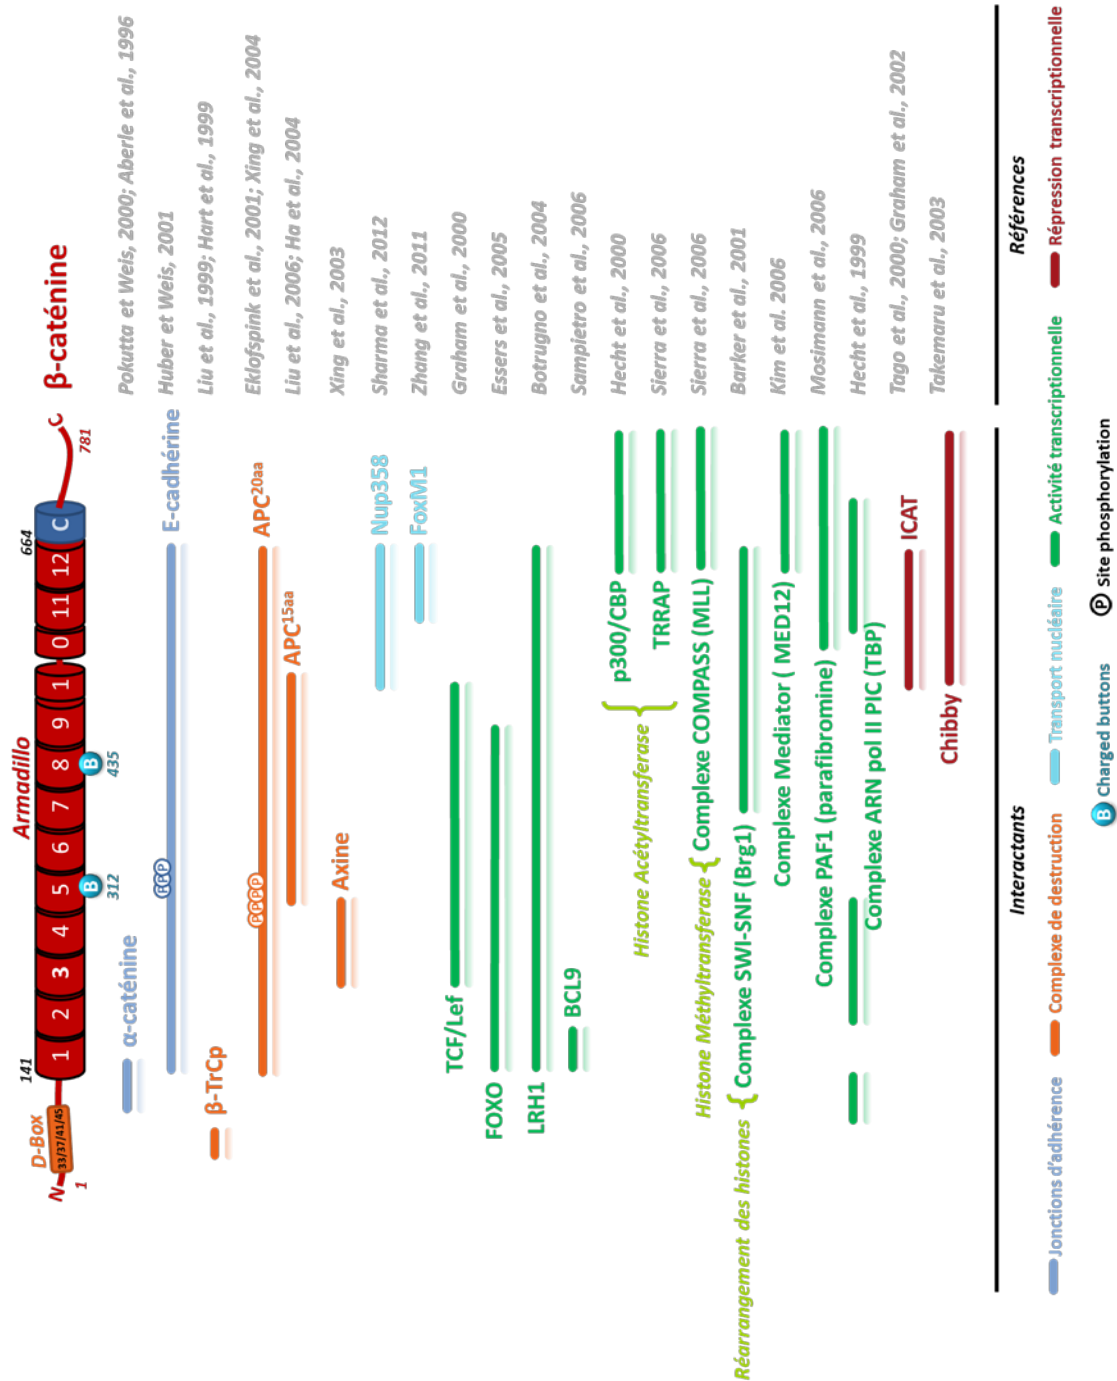 β-caténine
Armadillo
D-Box
141
664
N
33/37/41/45
1 2 3 4 5 6 7 8 9 1 0 11 12 C
C
1
B
312
B
435
781
α-caténine
Pokutta et Weis, 2000; Aberle et al., 1996
PPP
E-cadhérine
Huber et Weis, 2001
β-TrCp
Liu et al., 1999; Hart et al., 1999
PPPP
APC20aa
Eklofspink et al., 2001; Xing et al., 2004
APC15aa
Liu et al., 2006; Ha et al., 2004
Axine
Xing et al., 2003
Nup358
Sharma et al., 2012
FoxM1
Zhang et al., 2011
TCF/Lef
Graham et al., 2000
FOXO
Essers et al., 2005
LRH1
Botrugno et al., 2004
BCL9
Sampietro et al., 2006
Histone Acétyltransferase
p300/CBP
Hecht et al., 2000
TRRAP
Sierra et al., 2006
Histone Méthyltransferase { Complexe COMPASS (MLL)
Sierra et al., 2006
Réarrangement des histones { Complexe SWI-SNF (Brg1)
Barker et al., 2001
Complexe Mediator ( MED12)
Kim et al. 2006
Complexe PAF1 (parafibromine)
Mosimann et al., 2006
Complexe ARN pol II PIC (TBP)
Hecht et al., 1999
ICAT
Tago et al., 2000; Graham et al., 2002
Chibby
Takemaru et al., 2003
Interactants
Références
Jonctions d'adhérence
Complexe de destruction
Transport nucléaire
Activité transcriptionnelle
Répression transcriptionnelle
B Charged buttons
P Site phosphorylation